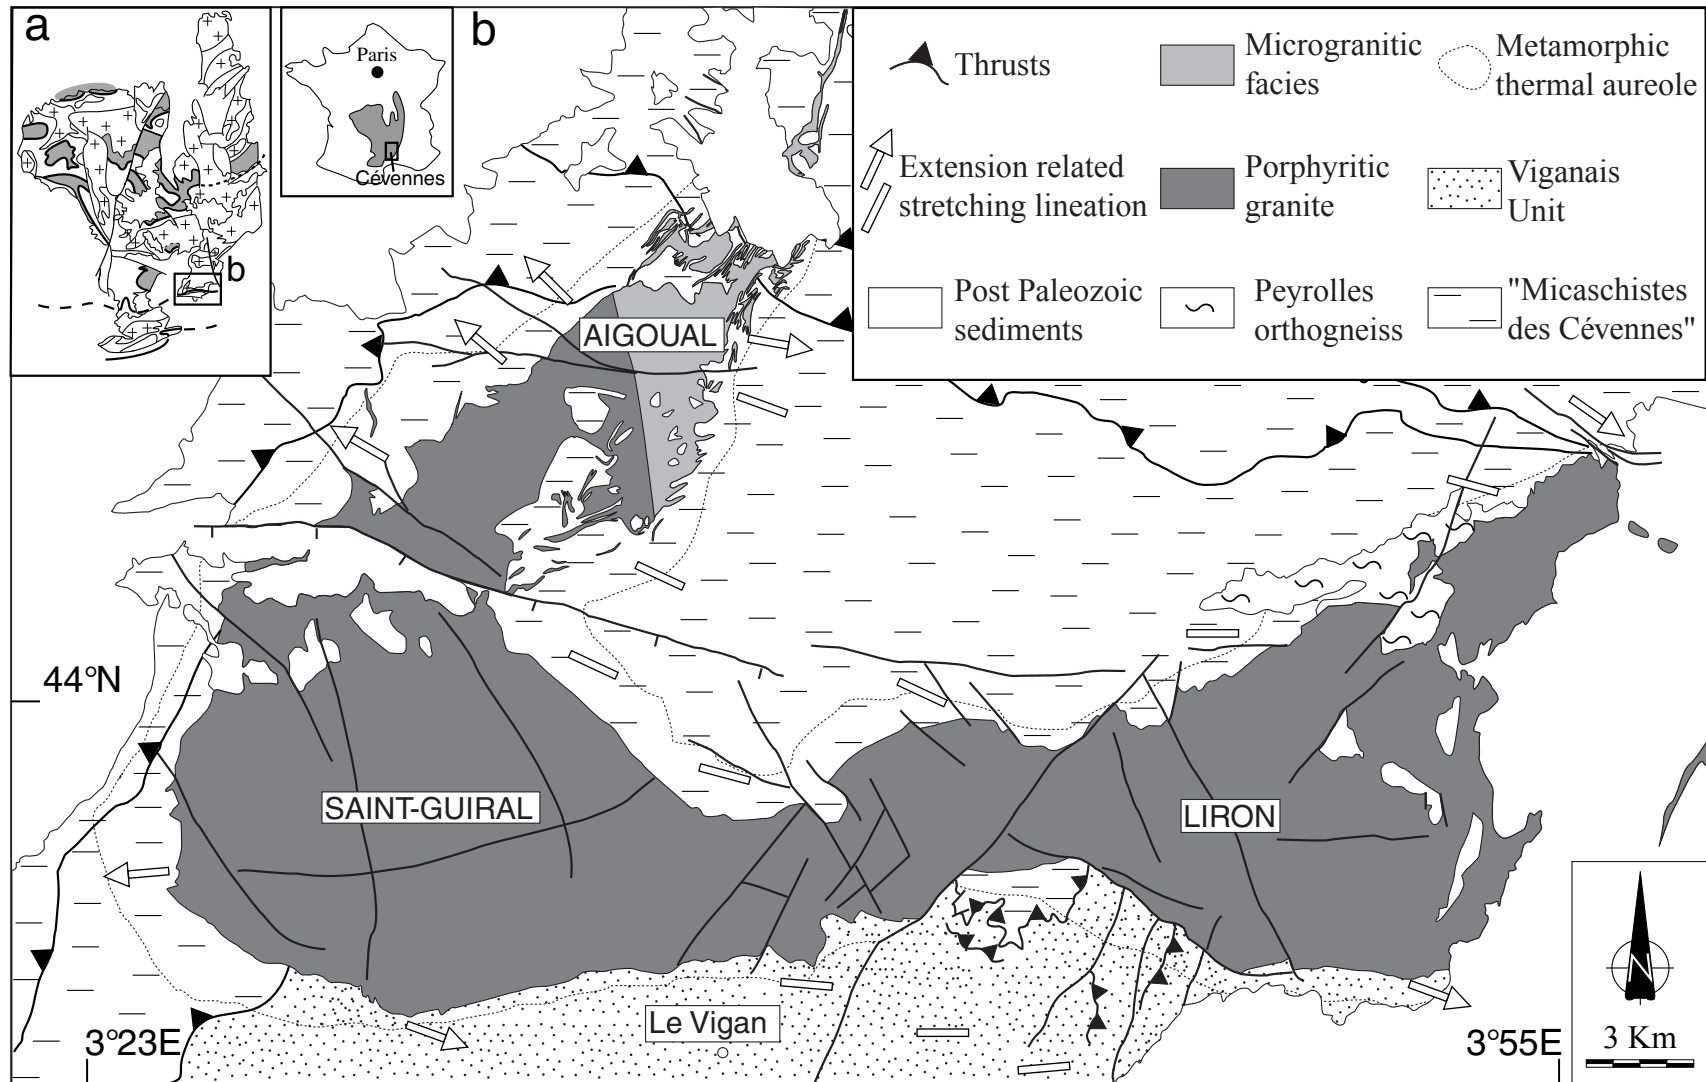 a
Paris
Cévennes
b
b
Thrusts
Microgranitic
facies
Metamorphic
thermal aureole
Extension related
stretching lineation
Porphyritic
granite
Viganais
Unit
Post Paleozoic
sediments
Peyrolles
orthogneiss
"Micaschistes
des Cévennes"
AIGOUAL
44°N
SAINT-GUIRAL
LIRON
Le Vigan
3°23E
3°55E
N
3 Km